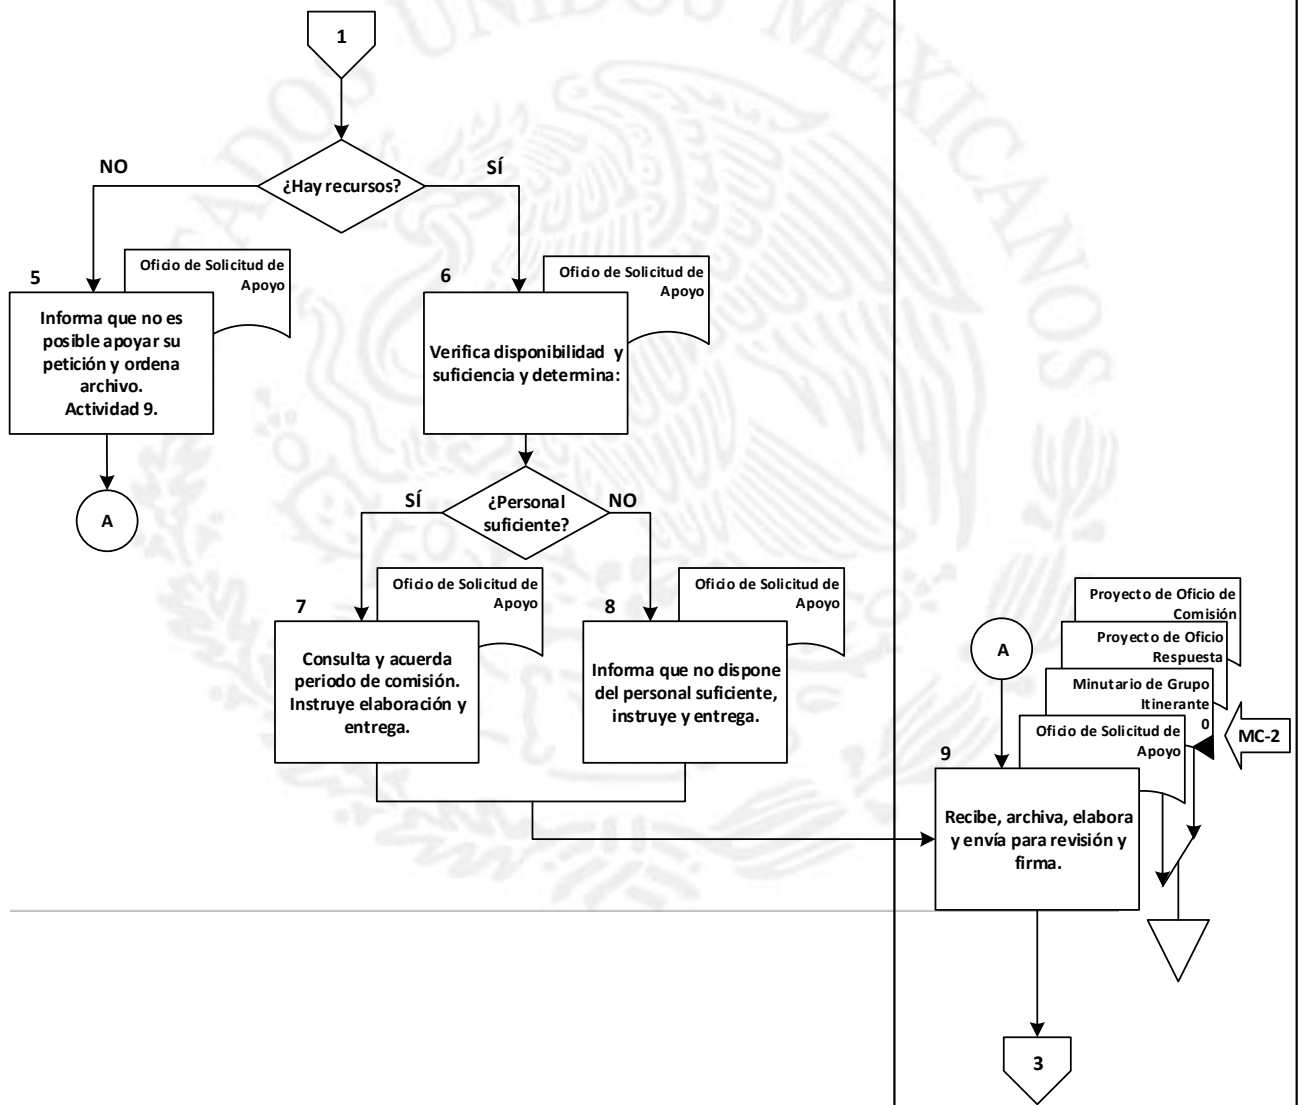 UNIDOS MEXICANOS
1
¿Hay recursos?
NO
SÍ
5
Oficio de Solicitud de
Apoyo
Informa que no es
posible apoyar su
petición y ordena
archivo.
Actividad 9.
A
6
Oficio de Solicitud de
Apoyo
Verifica disponibilidad y
suficiencia y determina:
SÍ
¿Personal
suficiente?
NO
7
Oficio de Solicitud de
Apoyo
Consulta y acuerda
periodo de comisión.
Instruye elaboración y
entrega.
8
Oficio de Solicitud de
Apoyo
Informa que no dispone
del personal suficiente,
instruye y entrega.
A
Proyecto de Oficio de
Comisión
Proyecto de Oficio
Respuesta
Minutario de Grupo
Itinerante
0
Oficio de Solicitud de
Apoyo
MC-2
9
Recibe, archiva, elabora
y envía para revisión y
firma.
3